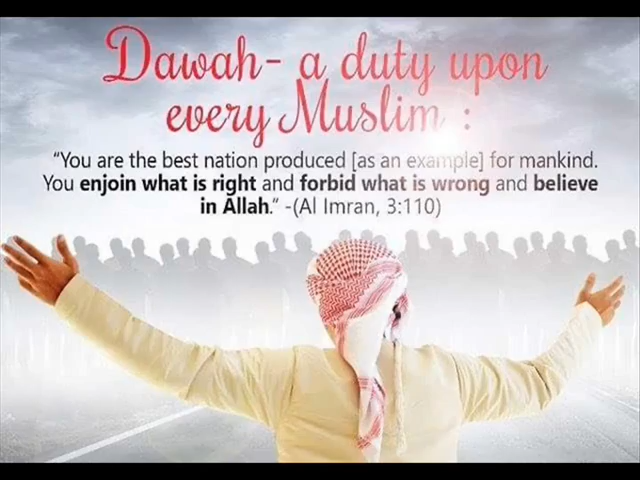 Dawah- a duty upon
every Muslim :
“You are the best nation produced [as an example] for mankind.
You enjoin what is right and forbid what is wrong and believe
in Allah.” -(Al Imran, 3:110)